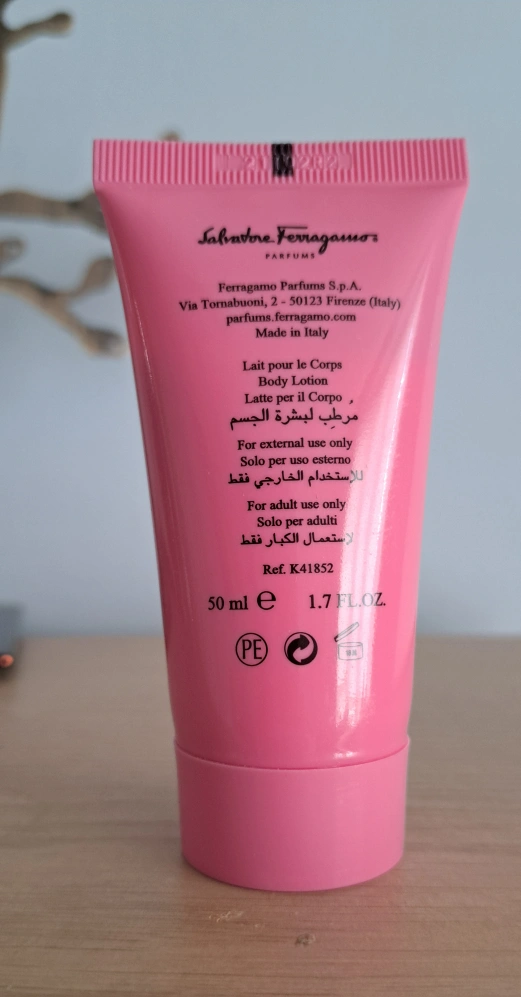 Salvatore Ferragamo
PARFUMS
Ferragamo Parfums S.p.A.
Via Tornabuoni, 2 - 50123 Firenze (Italy)
parfums.ferragamo.com
Made in Italy
Lait pour le Corps
Body Lotion
Latte per il Corpo
مرطِب لبشرة الجسم
For external use only
Solo per uso esterno
للإستخدام الخارجي فقط
For adult use only
Solo per adulti
لإستعمال الكبار فقط
Ref. K41852
50 ml e 1.7 FL.OZ.
PE